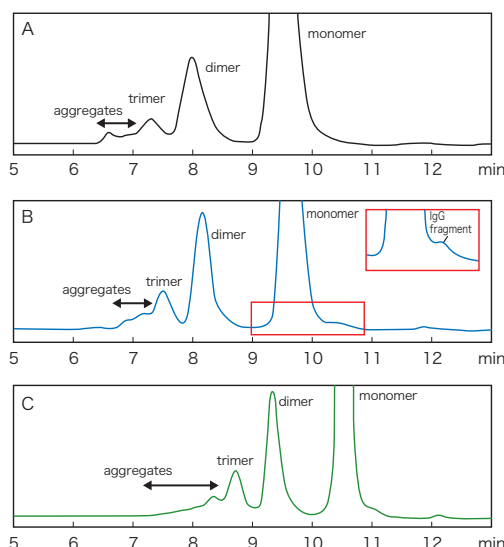 A
monomer
dimer
trimer
aggregates
5 6 7 8 9 10 11 12 min
B
monomer
IgG
fragment
dimer
trimer
aggregates
5 6 7 8 9 10 11 12 min
C
monomer
dimer
trimer
aggregates
5 6 7 8 9 10 11 12 min